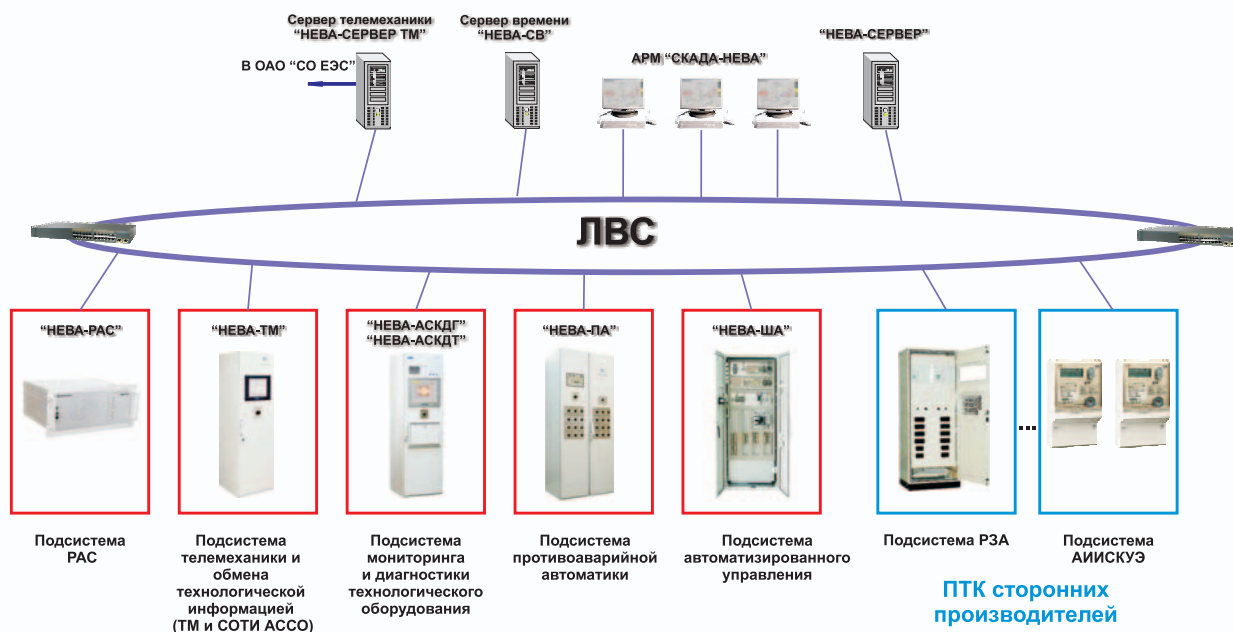 Сервер телемеханики
“НЕВА-СЕРВЕР ТМ”
Сервер времени
“НЕВА-СВ”
“НЕВА-СЕРВЕР”
АРМ “СКАДА-НЕВА”
В ОАО “СО ЕЭС”
ЛВС
“НЕВА-РАС”
“НЕВА-ТМ”
“НЕВА-АСКДГ”
“НЕВА-АСКДТ”
“НЕВА-ПА”
“НЕВА-ША”
Подсистема
РАС
Подсистема
телемеханики и
обмена
технологической
информацией
(ТМ и СОТИ АССО)
Подсистема
мониторинга
и диагностики
технологического
оборудования
Подсистема
противоаварийной
автоматики
Подсистема
автоматизированного
управления
Подсистема РЗА
Подсистема
АИИСКУЭ
ПТК сторонних
производителей